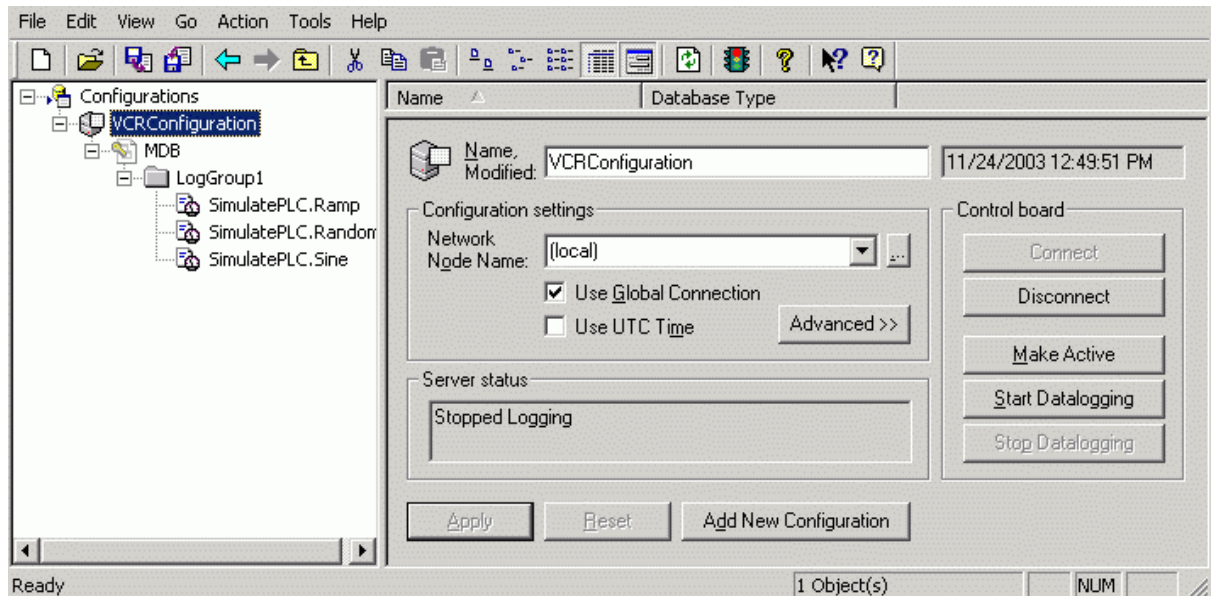 File Edit View Go Action Tools Help
Configurations
VCRConfiguration
MDB
LogGroup1
SimulatePLC.Ramp
SimulatePLC.Random
SimulatePLC.Sine
Name Database Type
Name,
Modified: VCRConfiguration 11/24/2003 12:49:51 PM
Configuration settings
Network
Node Name: (local) ...
Use Global Connection
Use UTC Time Advanced >>
Server status
Stopped Logging
Control board
Connect
Disconnect
Make Active
Start Datalogging
Stop Datalogging
Apply Reset Add New Configuration
Ready 1 Object(s) NUM